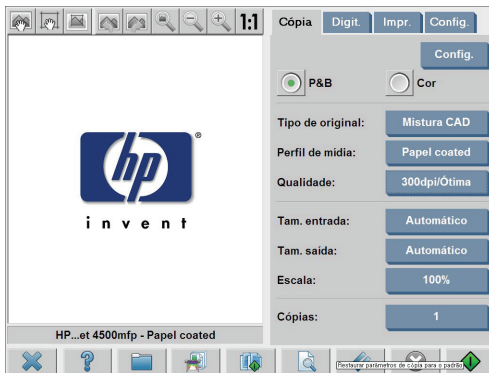 1:1
Cópia Digit. Impr. Config.
Config.
P&B Cor
Tipo de original: Mistura CAD
Perfil de mídia: Papel coated
Qualidade: 300dpi/Ótima
Tam. entrada: Automático
Tam. saída: Automático
Escala: 100%
Cópias: 1
hp ®
invent
HP...et 4500mfp - Papel coated
?
Restaurar parâmetros de cópia para o padrão